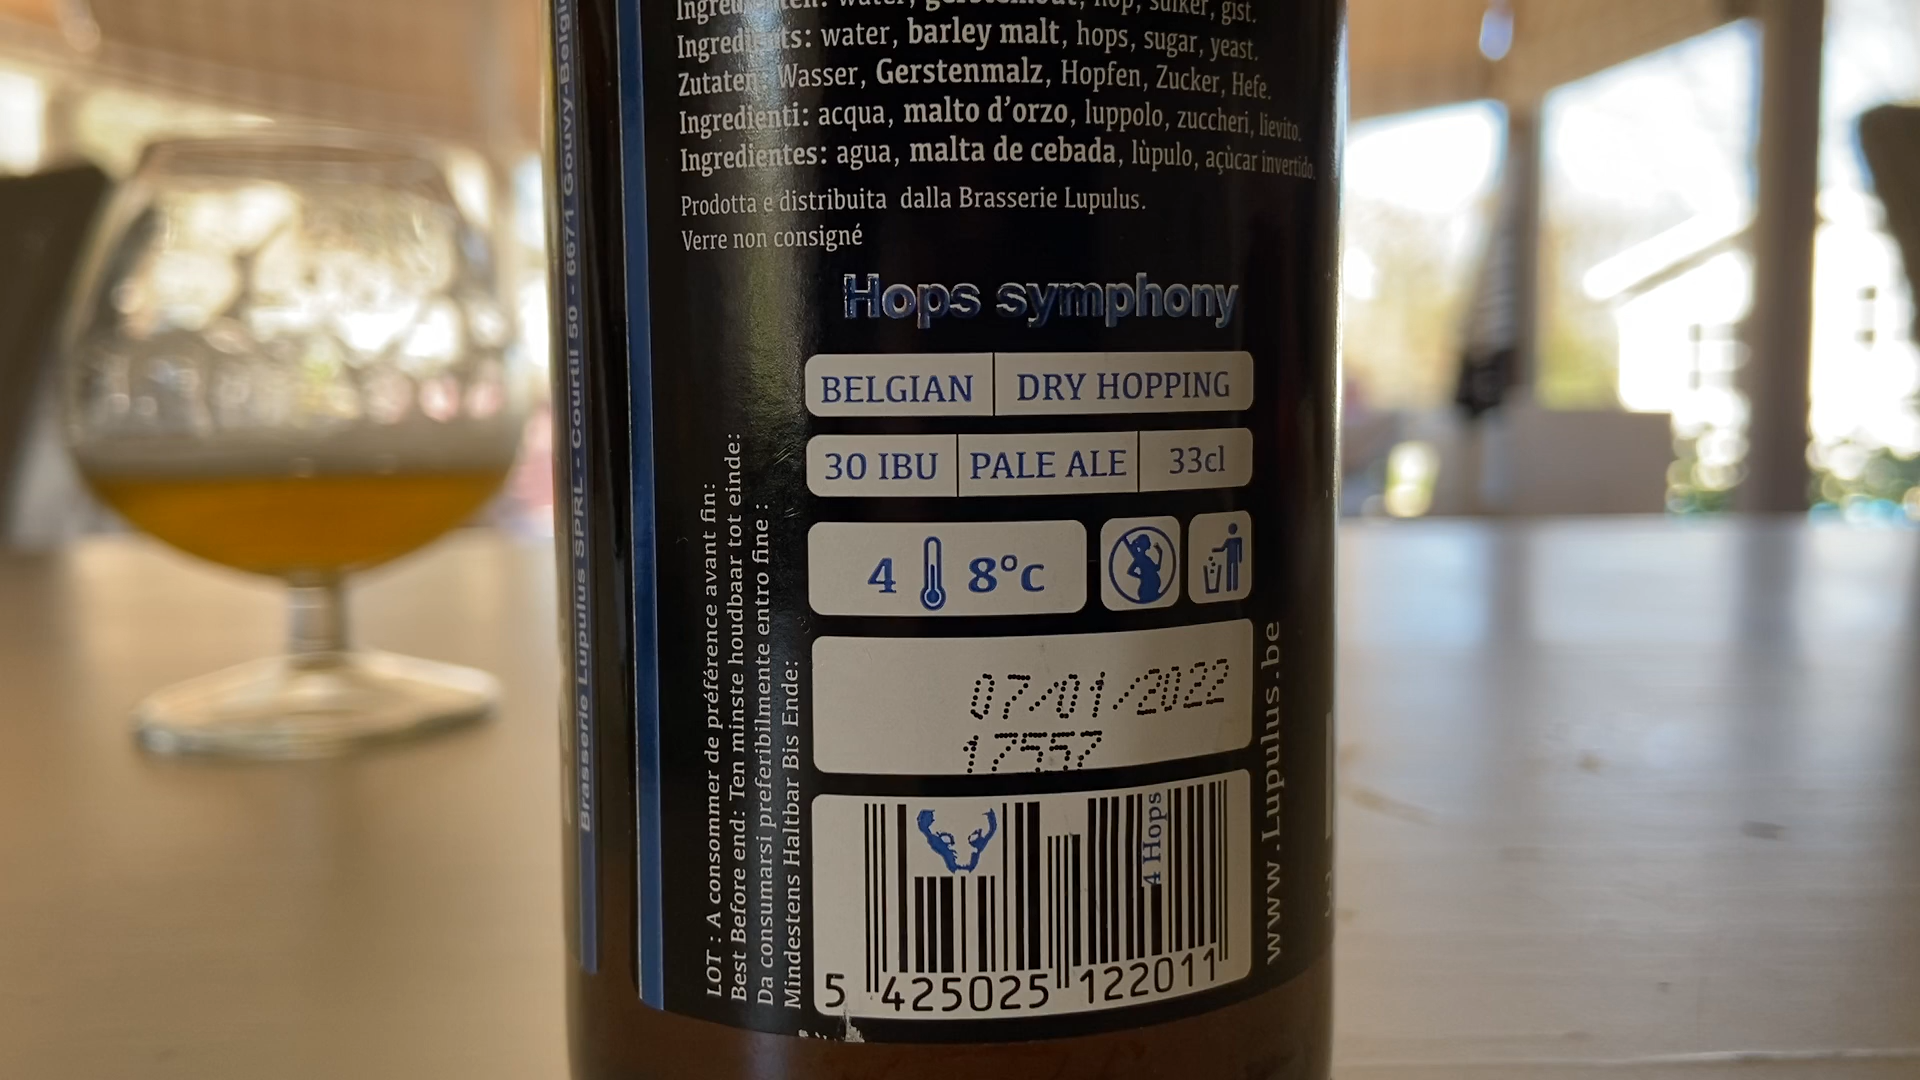 water, gerstemout, hop, suiker, gist.
Ingredients: water, barley malt, hops, sugar, yeast.
Zutaten: Wasser, Gerstenmalz, Hopfen, Zucker, Hefe.
Ingredienti: acqua, malto d'orzo, luppolo, zuccheri, lievito.
Ingredientes: agua, malta de cebada, lùpulo, açùcar invertido.
Prodotta e distribuita dalla Brasserie Lupulus.
Verre non consigné
Hops symphony
BELGIAN DRY HOPPING
30 IBU PALE ALE 33cl
4 8°c
07/01/2022
17557
4 Hops
5 425025 122011
LOT : A consommer de préférence avant fin:
Best Before end: Ten minste houdbaar tot einde:
Da consumarsi preferibilmente entro fine :
Mindestens Haltbar Bis Ende:
www.Lupulus.be
Brasserie Lupulus SPRL - Courtil 50 - 6671 Gouvy-Belgi